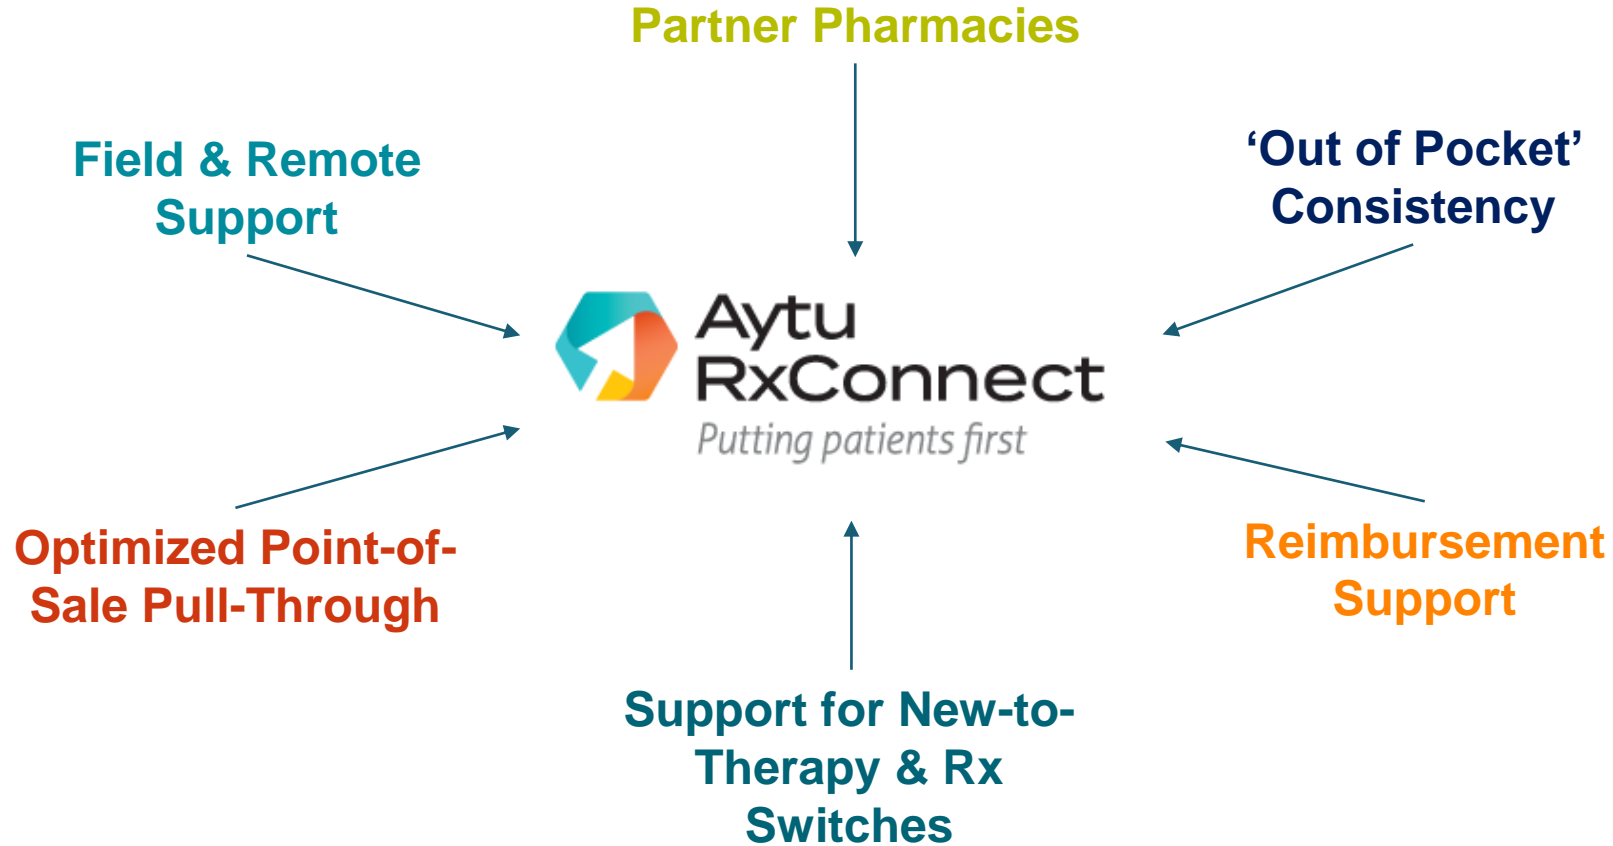 Partner Pharmacies
Field & Remote
Support
‘Out of Pocket’
Consistency
Aytu
RxConnect
Putting patients first
Optimized Point-of-
Sale Pull-Through
Reimbursement
Support
Support for New-to-
Therapy & Rx
Switches